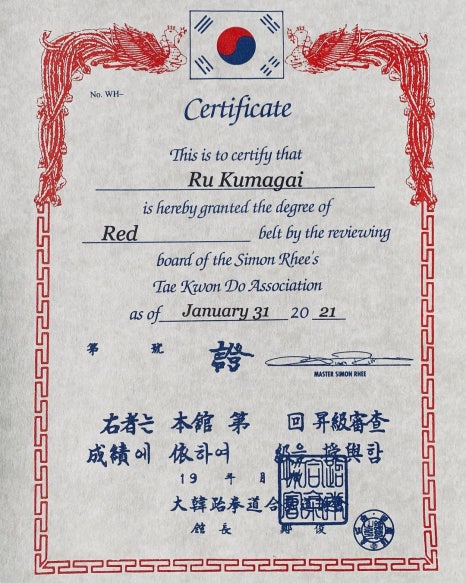 No. WH–
Certificate
This is to certify that
Ru Kumagai
is hereby granted the degree of
Red belt by the reviewing
board of the Simon Rhee's
Tae Kwon Do Association
as of January 31 20 21
第 號 證
MASTER SIMON RHEE
右者는 本館 第 回 昇級審査
成績에 依하여 級을 授與함
19 年 月
大韓跆拳道合
館 長 俊